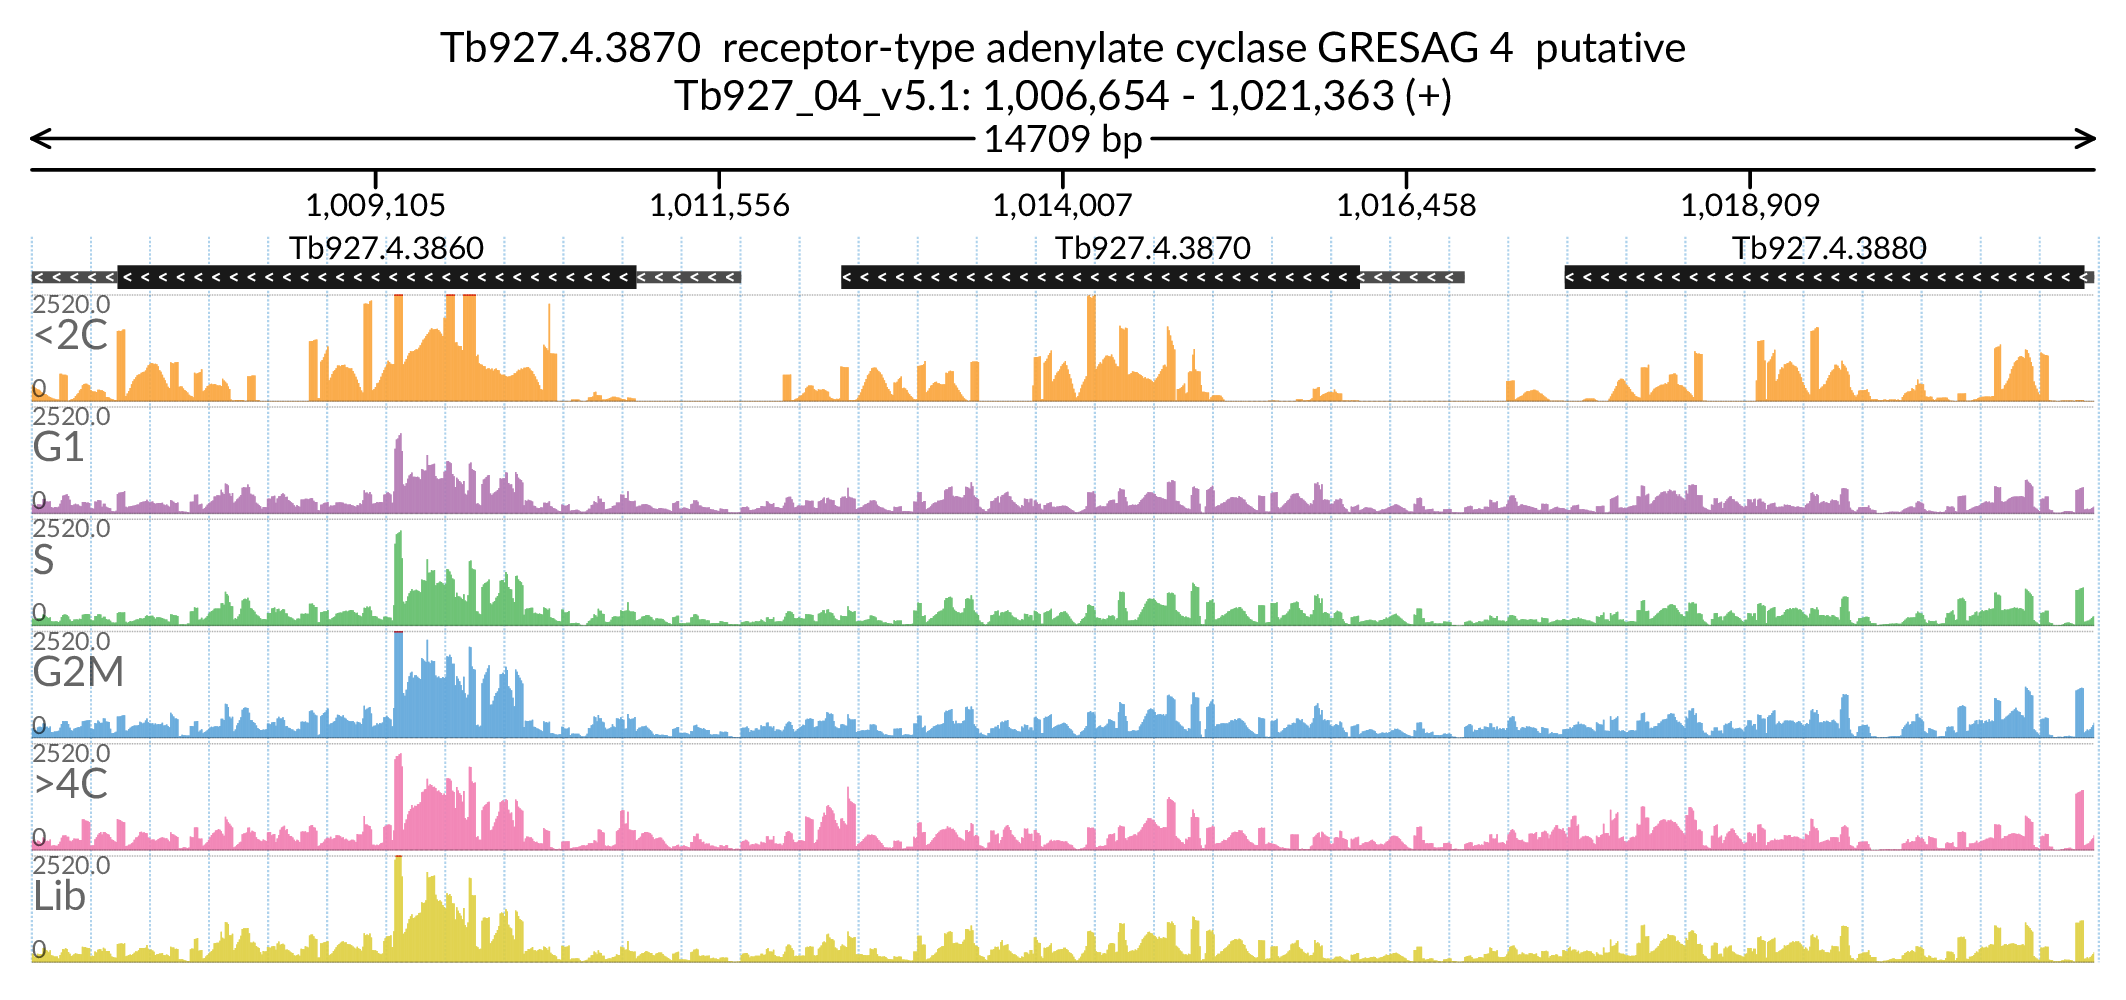 Tb927.4.3870 receptor-type adenylate cyclase GRESAG 4 putative
Tb927_04_v5.1: 1,006,654 - 1,021,363 (+)
14709 bp
1,009,105 1,011,556 1,014,007 1,016,458 1,018,909
Tb927.4.3860 Tb927.4.3870 Tb927.4.3880
2520.0
<2C
0
2520.0
G1
0
2520.0
S
0
2520.0
G2M
0
2520.0
>4C
0
2520.0
Lib
0